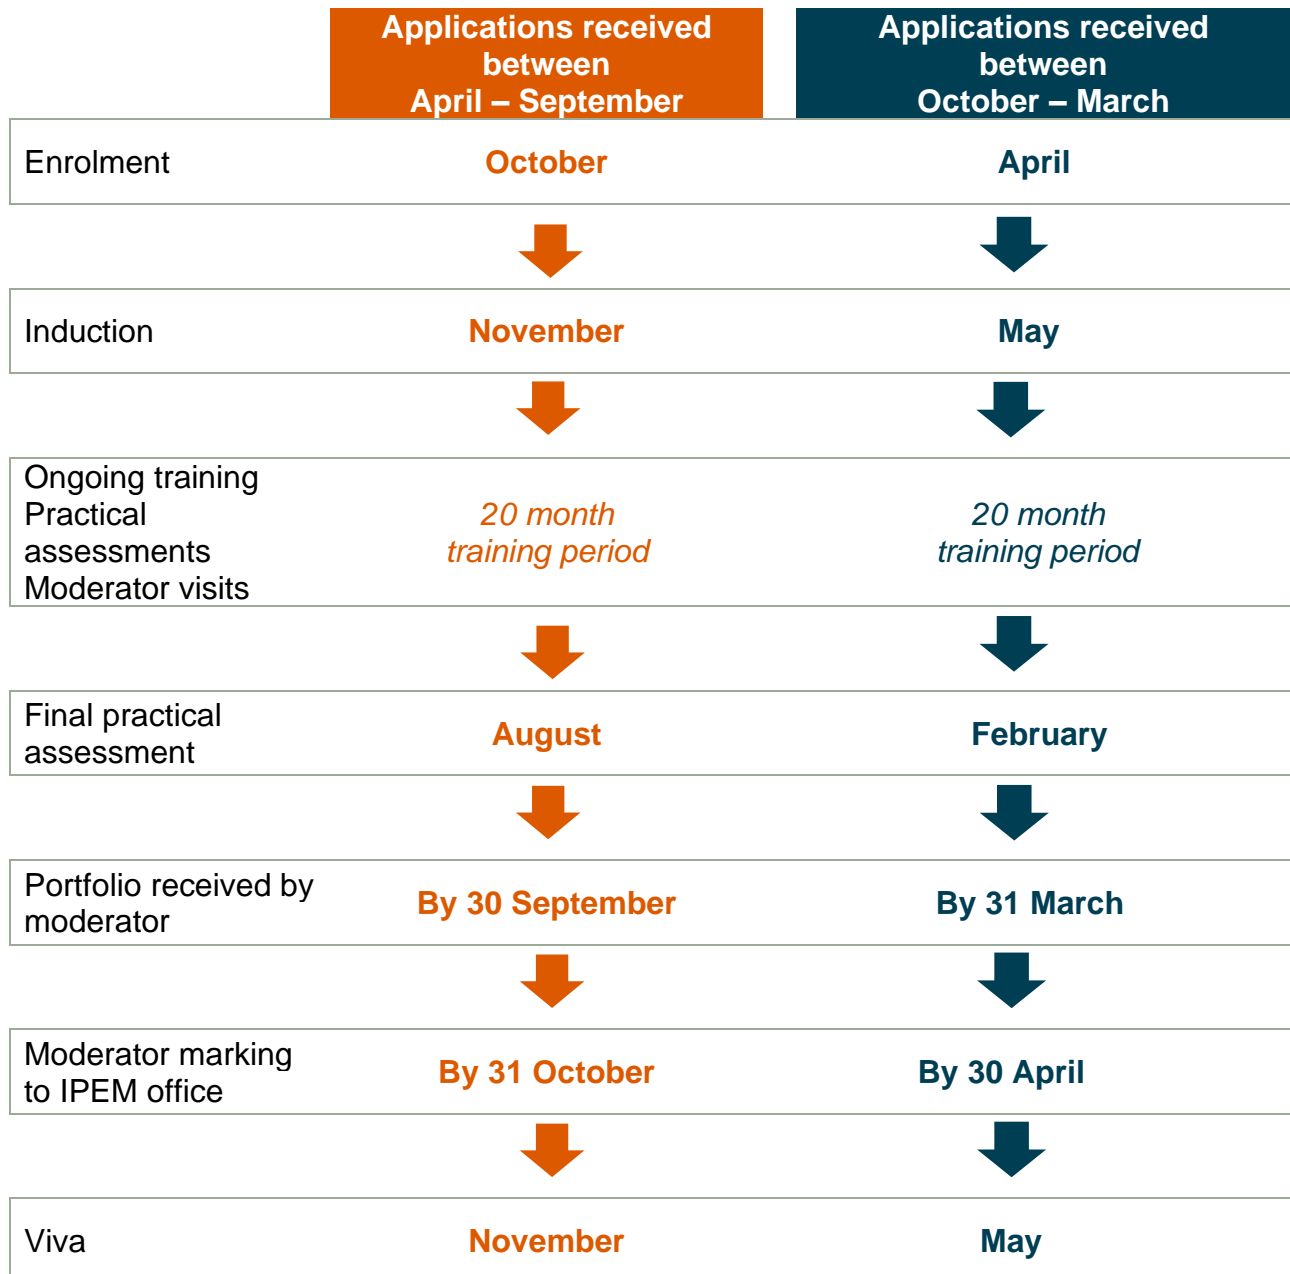 Applications received
between
April – September
Applications received
between
October – March
Enrolment
October
April
Induction
November
May
Ongoing training
Practical
assessments
Moderator visits
20 month
training period
20 month
training period
Final practical
assessment
August
February
Portfolio received by
moderator
By 30 September
By 31 March
Moderator marking
to IPEM office
By 31 October
By 30 April
Viva
November
May